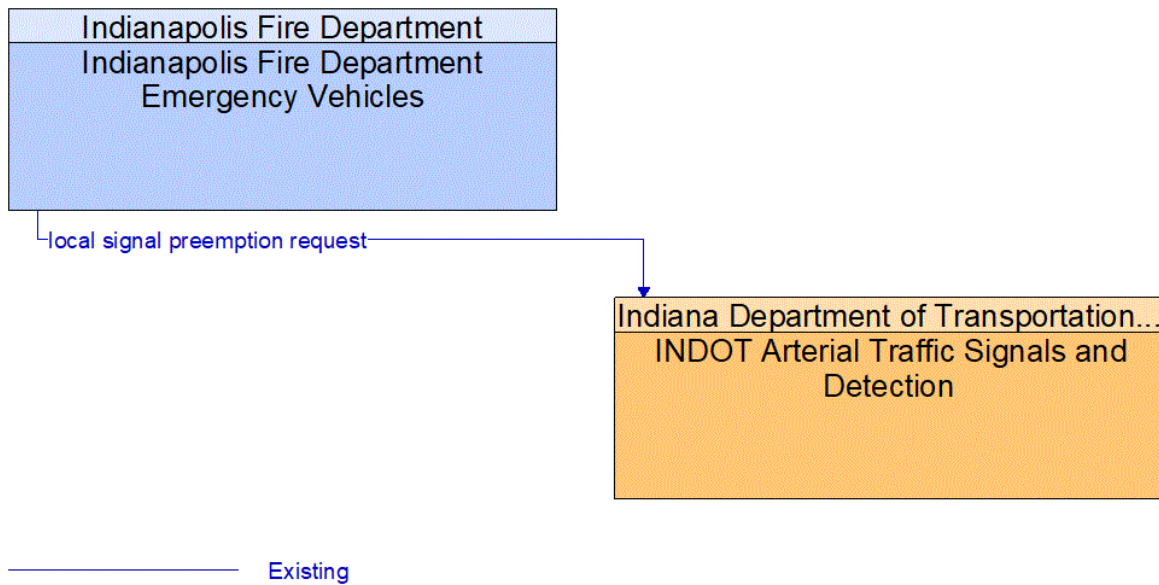 Indianapolis Fire Department
Indianapolis Fire Department
Emergency Vehicles
local signal preemption request
Indiana Department of Transportation...
INDOT Arterial Traffic Signals and
Detection
Existing